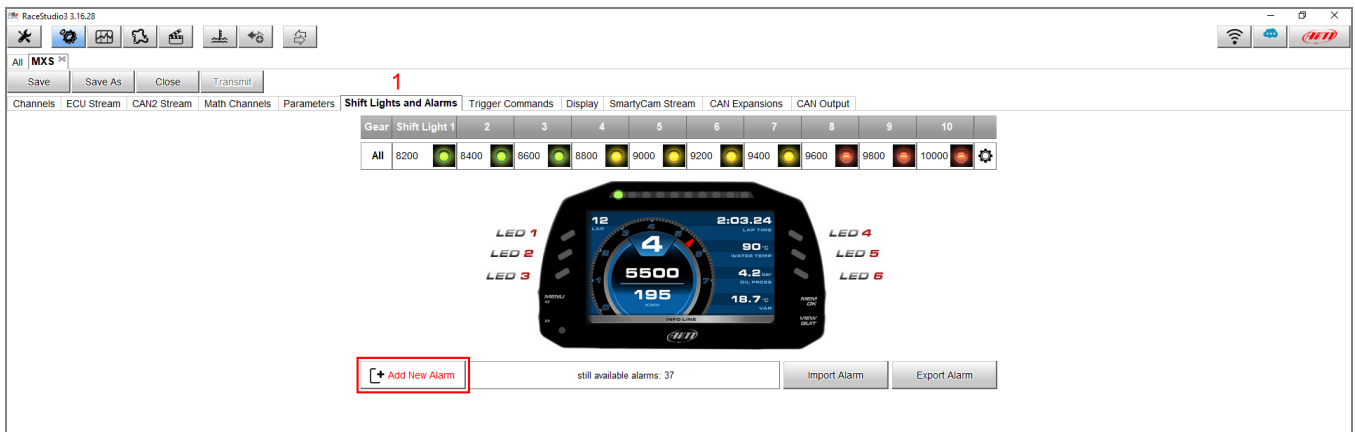 RaceStudio3 3.16.28
AiM
All MXS
Save Save As Close Transmit
1
Channels ECU Stream CAN2 Stream Math Channels Parameters Shift Lights and Alarms Trigger Commands Display SmartyCam Stream CAN Expansions CAN Output
Gear Shift Light 1 2 3 4 5 6 7 8 9 10
All 8200 8400 8600 8800 9000 9200 9400 9600 9800 10000
12 2:03.24
LAP LAP TIME
LED 1 LED 4
4 90 °C
WATER TEMP
LED 2 LED 5
5500 4.2 bar
OIL PRESS
LED 3 LED 6
195 18.7 °C
KMH VAR
MENU << MEM OK
>> VIEW QUIT
INFO LINE
AiM
Add New Alarm still available alarms: 37 Import Alarm Export Alarm